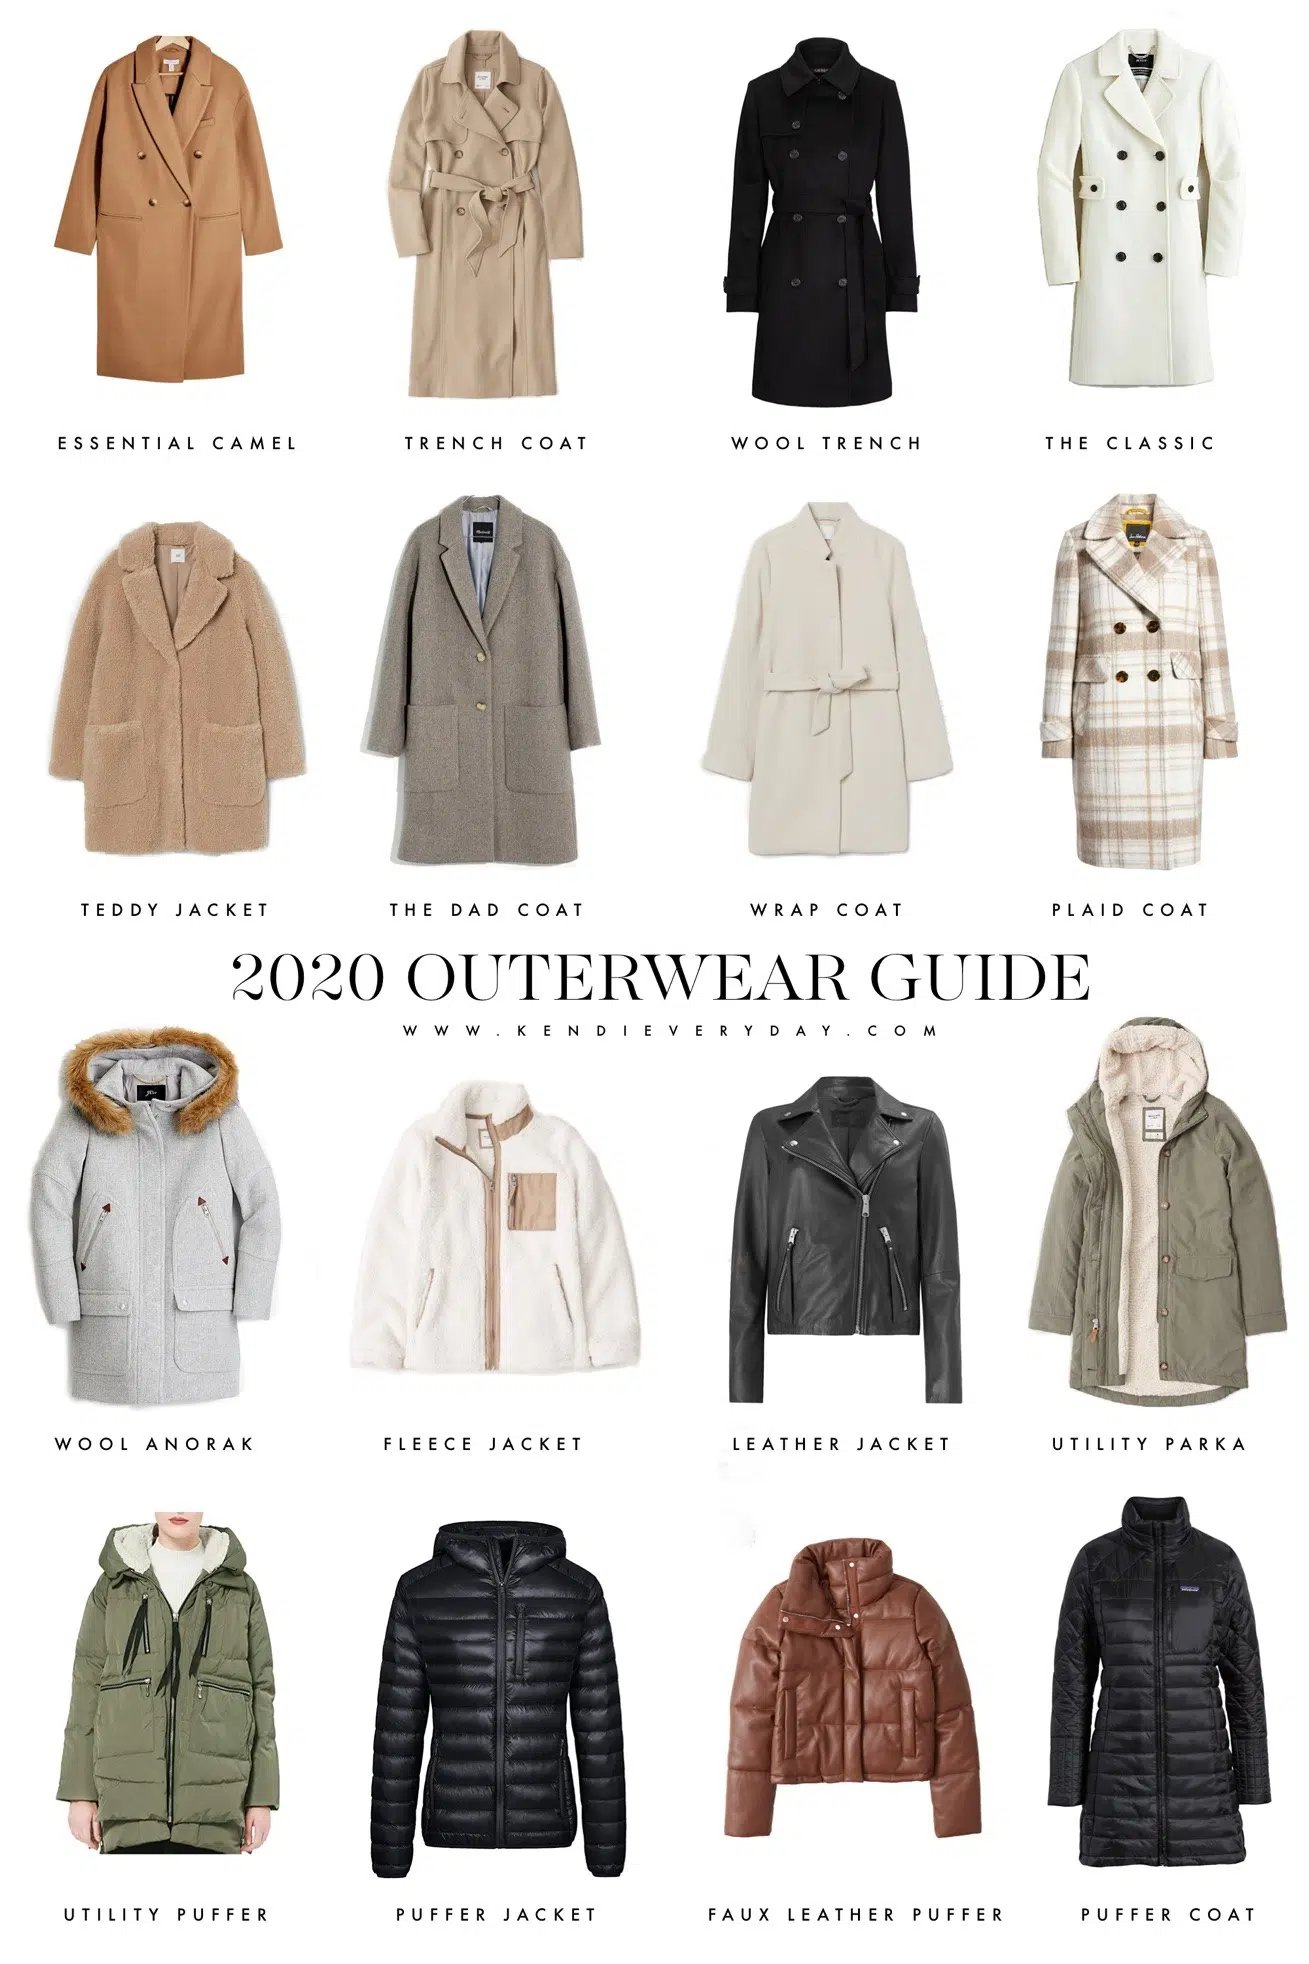 ESSENTIAL CAMEL
TRENCH COAT
WOOL TRENCH
THE CLASSIC
TEDDY JACKET
THE DAD COAT
WRAP COAT
PLAID COAT
2020 OUTERWEAR GUIDE
WWW.KENDIEVERYDAY.COM
WOOL ANORAK
FLEECE JACKET
LEATHER JACKET
UTILITY PARKA
UTILITY PUFFER
PUFFER JACKET
FAUX LEATHER PUFFER
PUFFER COAT